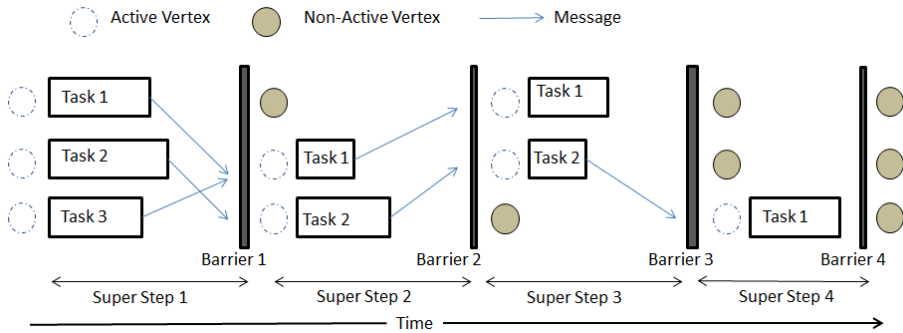 Active Vertex
Non-Active Vertex
Message
Task 1
Task 2
Task 3
Task 1
Task 2
Task 1
Task 2
Task 1
Barrier 1
Barrier 2
Barrier 3
Barrier 4
Super Step 1
Super Step 2
Super Step 3
Super Step 4
Time